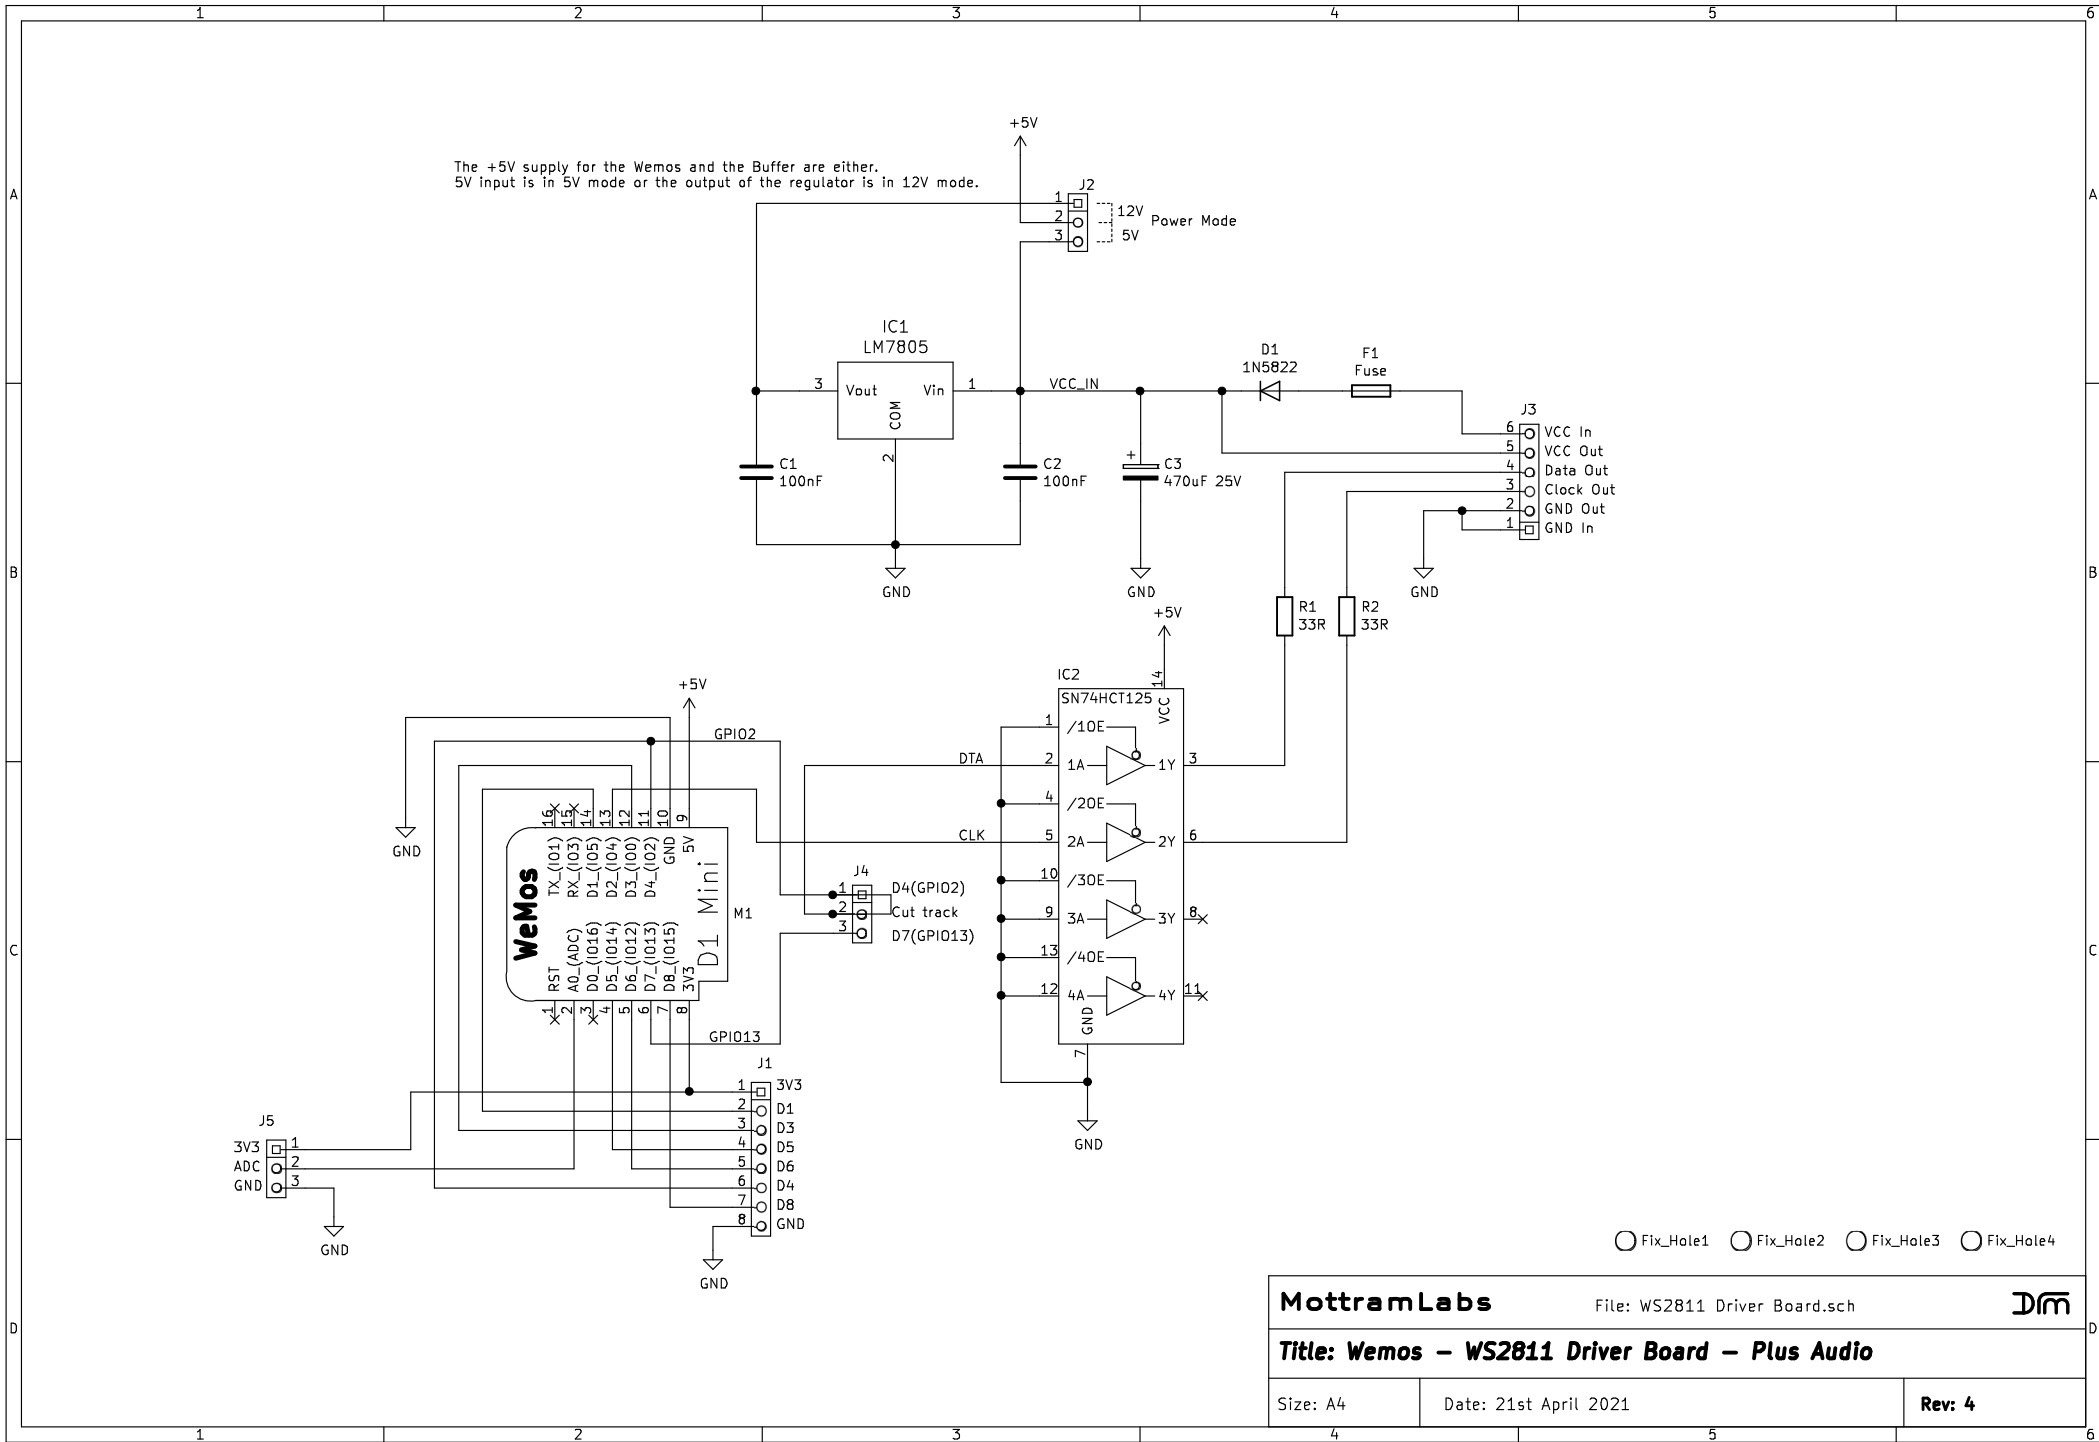 1 2 3 4 5 6
+5V
The +5V supply for the Wemos and the Buffer are either.
5V input is in 5V mode or the output of the regulator is in 12V mode.
A
A
J2
1
2
3
12V
5V
Power Mode
IC1
LM7805
3
Vout
Vin
1
COM
2
VCC_IN
D1
1N5822
F1
Fuse
C1
100nF
C2
100nF
+
C3
470uF 25V
J3
6 VCC In
5 VCC Out
4 Data Out
3 Clock Out
2 GND Out
1 GND In
B
B
GND
GND
GND
R1
33R
R2
33R
+5V
IC2
SN74HCT125
14
VCC
1 /1OE
2 1A 1Y 3
4 /2OE
5 2A 2Y 6
10 /3OE
9 3A 3Y 8
13 /4OE
12 4A 4Y 11
GND
7
GND
+5V
GPIO2
DTA
CLK
GND
16 15 14 13 12 11 10 9
TX_(IO1)
RX_(IO3)
D1_(IO5)
D2_(IO4)
D3_(IO0)
D4_(IO2)
GND
5V
WeMos
D1 Mini
M1
RST
A0_(ADC)
D0_(IO16)
D5_(IO14)
D6_(IO12)
D7_(IO13)
D8_(IO15)
3V3
1 2 3 4 5 6 7 8
J4
1 D4(GPIO2)
2 Cut track
3 D7(GPIO13)
C
C
GPIO13
J1
1 3V3
2 D1
3 D3
4 D5
5 D6
6 D4
7 D8
8 GND
GND
J5
3V3 1
ADC 2
GND 3
GND
Fix_Hole1 Fix_Hole2 Fix_Hole3 Fix_Hole4
D
D
MottramLabs
File: WS2811 Driver Board.sch
Dm
Title: Wemos - WS2811 Driver Board - Plus Audio
Size: A4
Date: 21st April 2021
Rev: 4
1 2 3 4 5 6